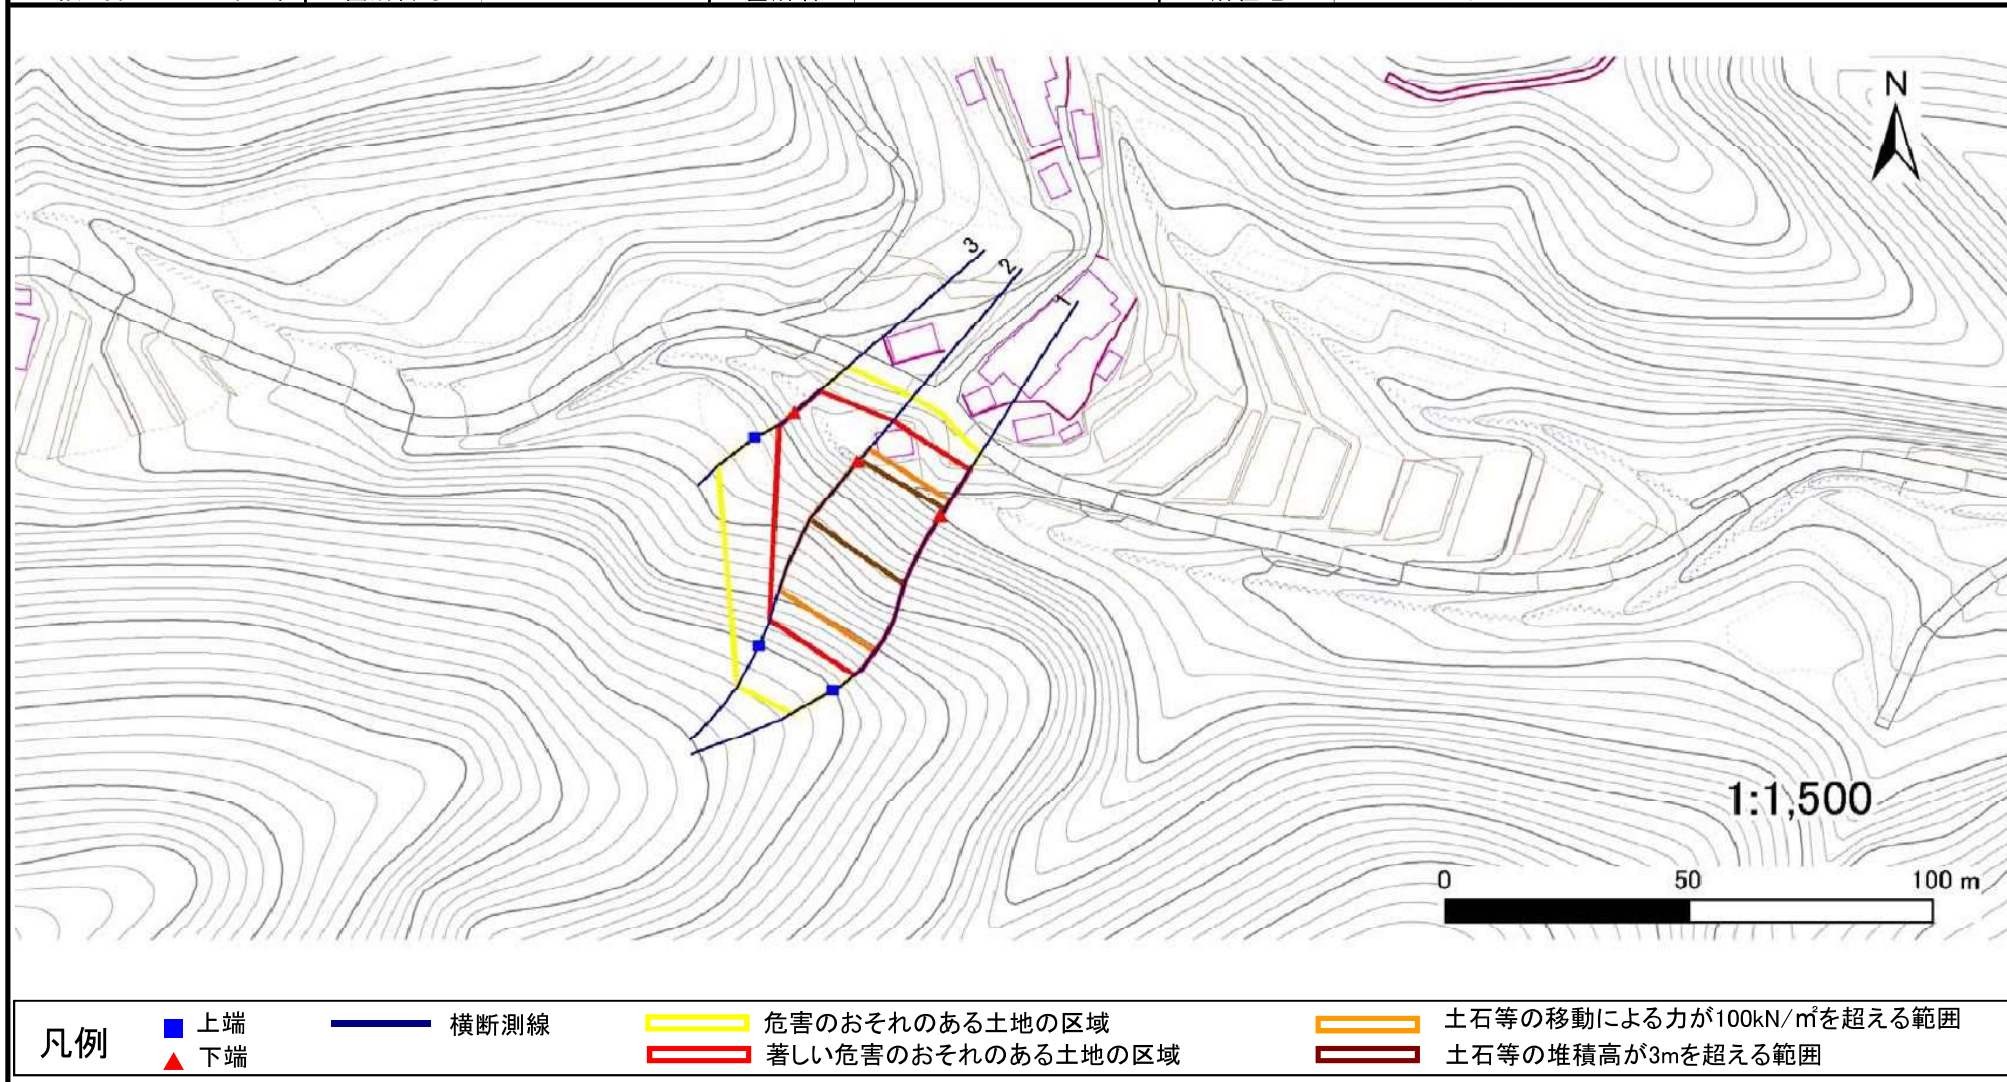 N
3
2
1
1:1,500
0 50 100 m
凡例
上端
横断測線
危害のおそれのある土地の区域
土石等の移動による力が100kN/㎡を超える範囲
下端
著しい危害のおそれのある土地の区域
土石等の堆積高が3mを超える範囲